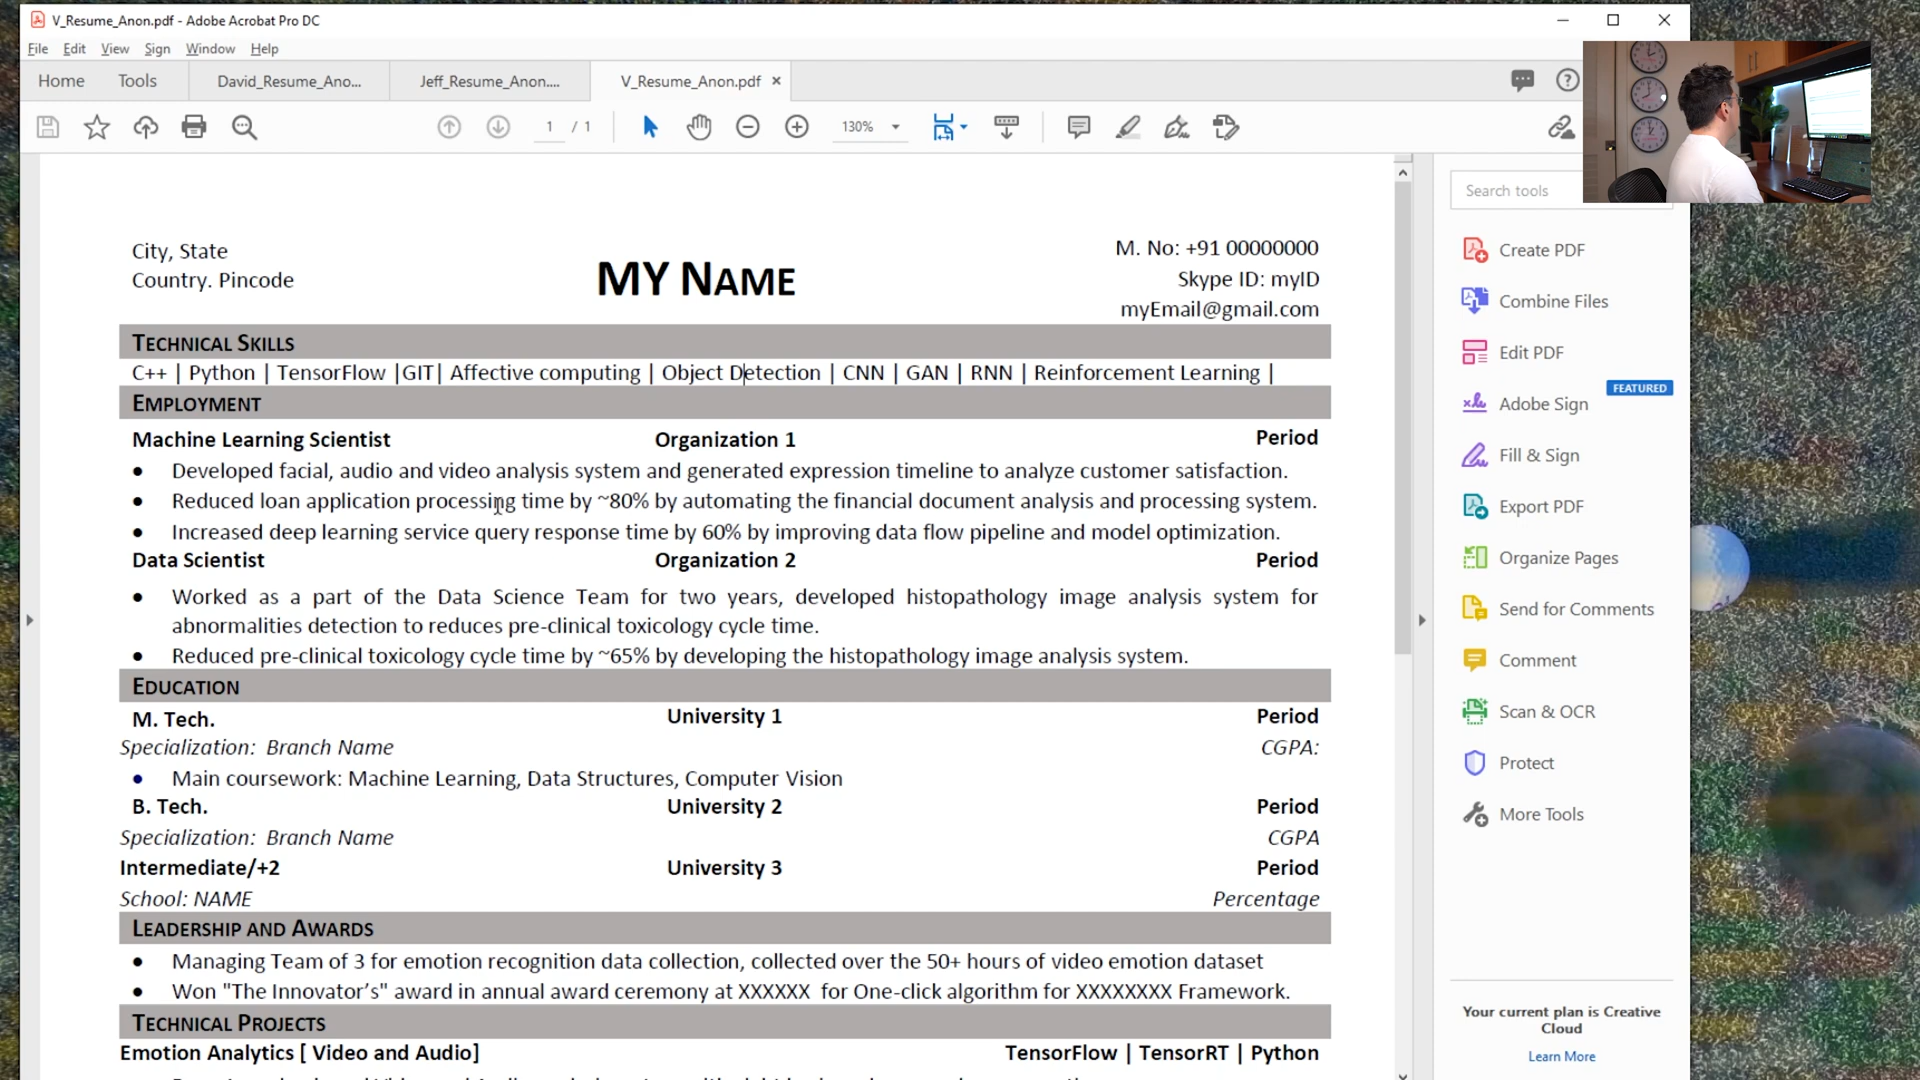 V_Resume_Anon.pdf - Adobe Acrobat Pro DC
File Edit View Sign Window Help
Home Tools David_Resume_Ano... Jeff_Resume_Anon.... V_Resume_Anon.pdf
1 / 1 130%
Search tools
City, State
Country. Pincode
MY NAME
M. No: +91 00000000
Skype ID: myID
myEmail@gmail.com
TECHNICAL SKILLS
C++ | Python | TensorFlow |GIT| Affective computing | Object Detection | CNN | GAN | RNN | Reinforcement Learning |
EMPLOYMENT
Machine Learning Scientist Organization 1 Period
• Developed facial, audio and video analysis system and generated expression timeline to analyze customer satisfaction.
• Reduced loan application processing time by ~80% by automating the financial document analysis and processing system.
• Increased deep learning service query response time by 60% by improving data flow pipeline and model optimization.
Data Scientist Organization 2 Period
• Worked as a part of the Data Science Team for two years, developed histopathology image analysis system for
abnormalities detection to reduces pre-clinical toxicology cycle time.
• Reduced pre-clinical toxicology cycle time by ~65% by developing the histopathology image analysis system.
EDUCATION
M. Tech. University 1 Period
Specialization: Branch Name CGPA:
• Main coursework: Machine Learning, Data Structures, Computer Vision
B. Tech. University 2 Period
Specialization: Branch Name CGPA
Intermediate/+2 University 3 Period
School: NAME Percentage
LEADERSHIP AND AWARDS
• Managing Team of 3 for emotion recognition data collection, collected over the 50+ hours of video emotion dataset
• Won "The Innovator’s" award in annual award ceremony at XXXXXX for One-click algorithm for XXXXXXXX Framework.
TECHNICAL PROJECTS
Emotion Analytics [ Video and Audio] TensorFlow | TensorRT | Python
Create PDF
Combine Files
Edit PDF
FEATURED
Adobe Sign
Fill & Sign
Export PDF
Organize Pages
Send for Comments
Comment
Scan & OCR
Protect
More Tools
Your current plan is Creative
Cloud
Learn More